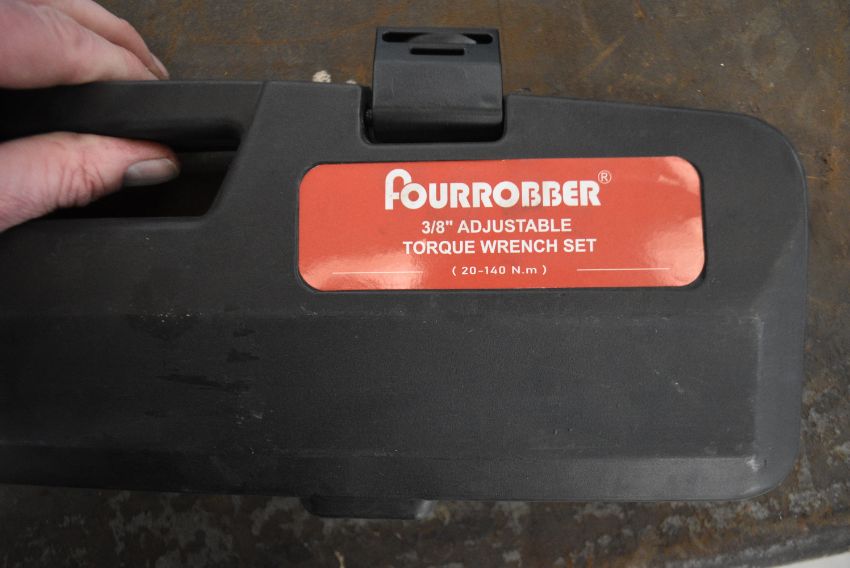 FOURROBBER®
3/8" ADJUSTABLE
TORQUE WRENCH SET
( 20-140 N.m )